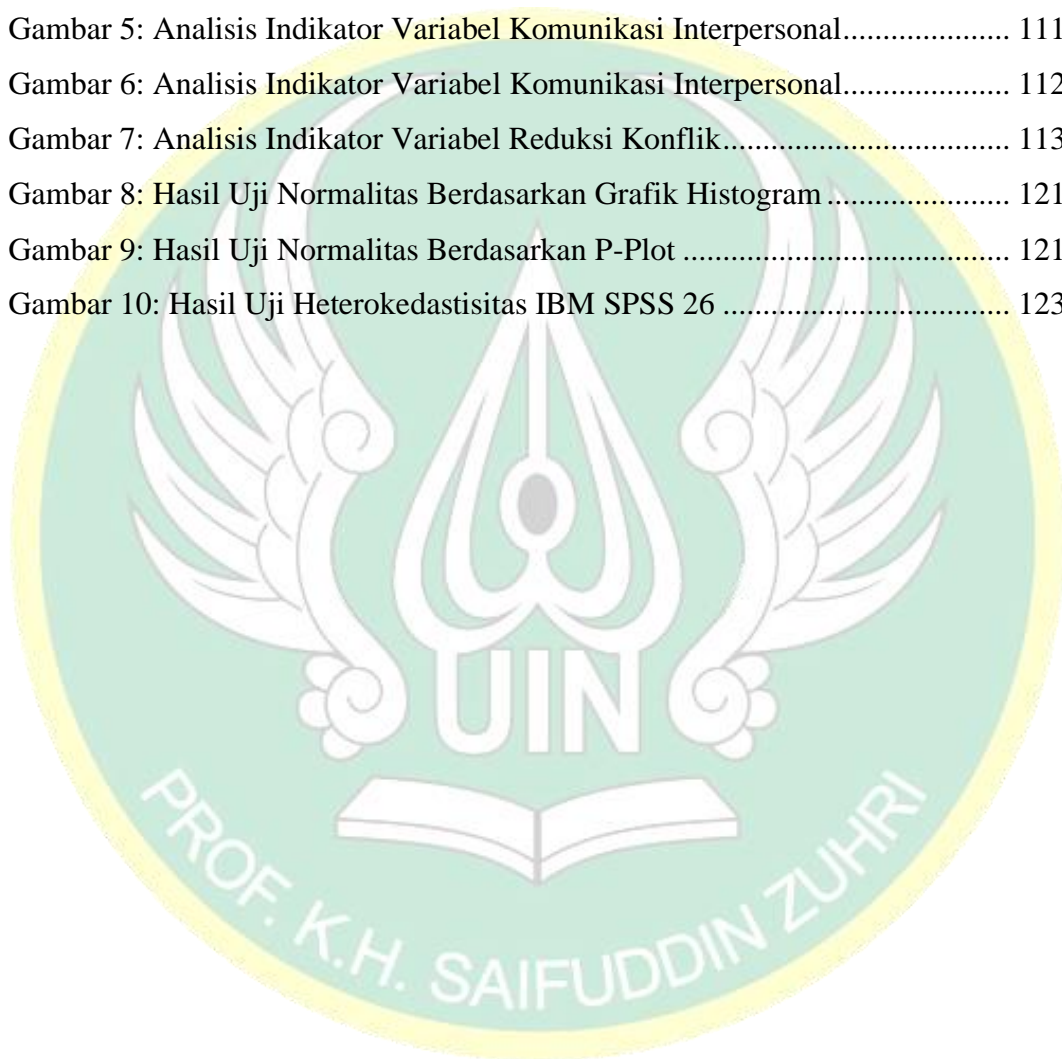 Gambar 5: Analisis Indikator Variabel Komunikasi Interpersonal..................... 111
Gambar 6: Analisis Indikator Variabel Komunikasi Interpersonal..................... 112
Gambar 7: Analisis Indikator Variabel Reduksi Konflik.................................... 113
Gambar 8: Hasil Uji Normalitas Berdasarkan Grafik Histogram ....................... 121
Gambar 9: Hasil Uji Normalitas Berdasarkan P-Plot ......................................... 121
Gambar 10: Hasil Uji Heterokedastisitas IBM SPSS 26 .................................... 123
UIN
PROF. K.H. SAIFUDDIN ZUHRI